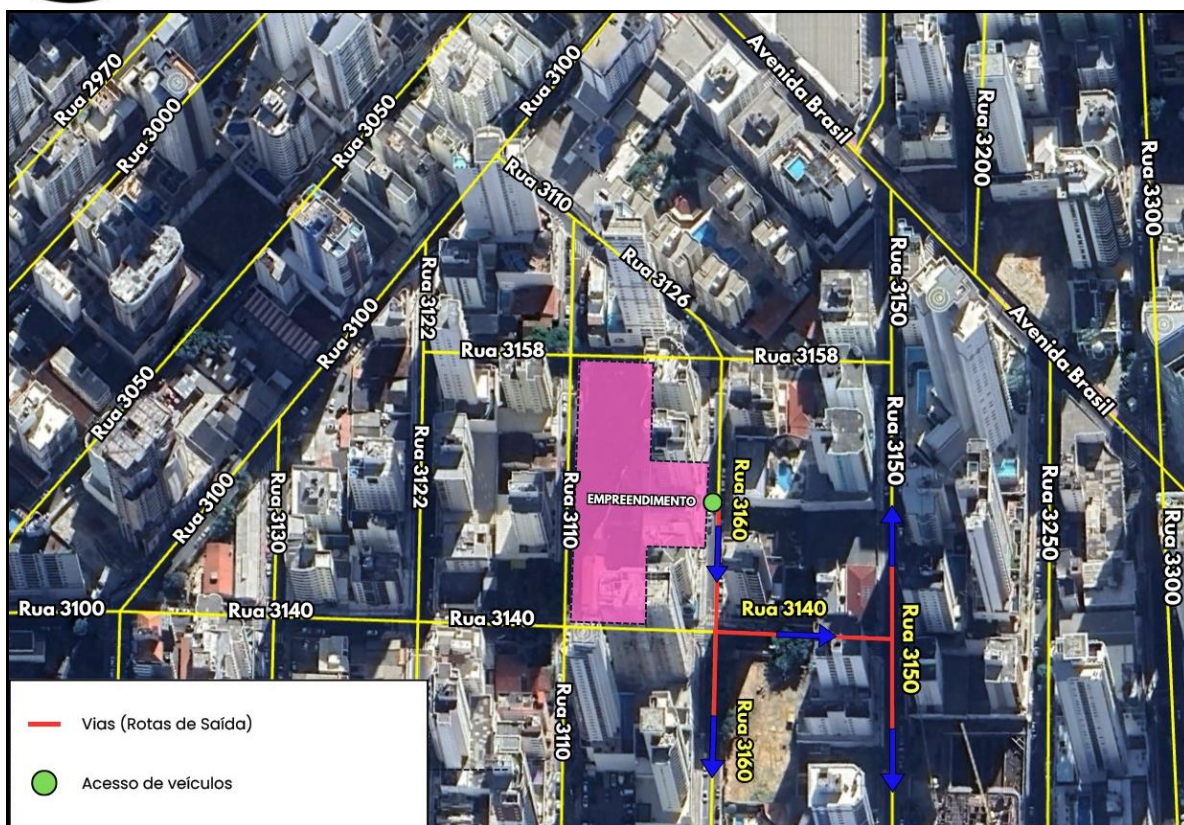 Rua 2970
Rua 3000
Rua 3050
Rua 3100
Avenida Brasil
Rua 3200
Rua 3300
Rua 3110
Rua 3126
Rua 3122
Rua 3150
Rua 3100
Rua 3158
Rua 3158
Avenida Brasil
Rua 3050
Rua 3150
Rua 3122
Rua 3160
EMPREENDIMENTO
Rua 3110
Rua 3100
Rua 3130
Rua 3250
Rua 3300
Rua 3100
Rua 3140
Rua 3140
Rua 3140
Rua 3150
Rua 3110
Rua 3160
Vias (Rotas de Saída)
Acesso de veículos